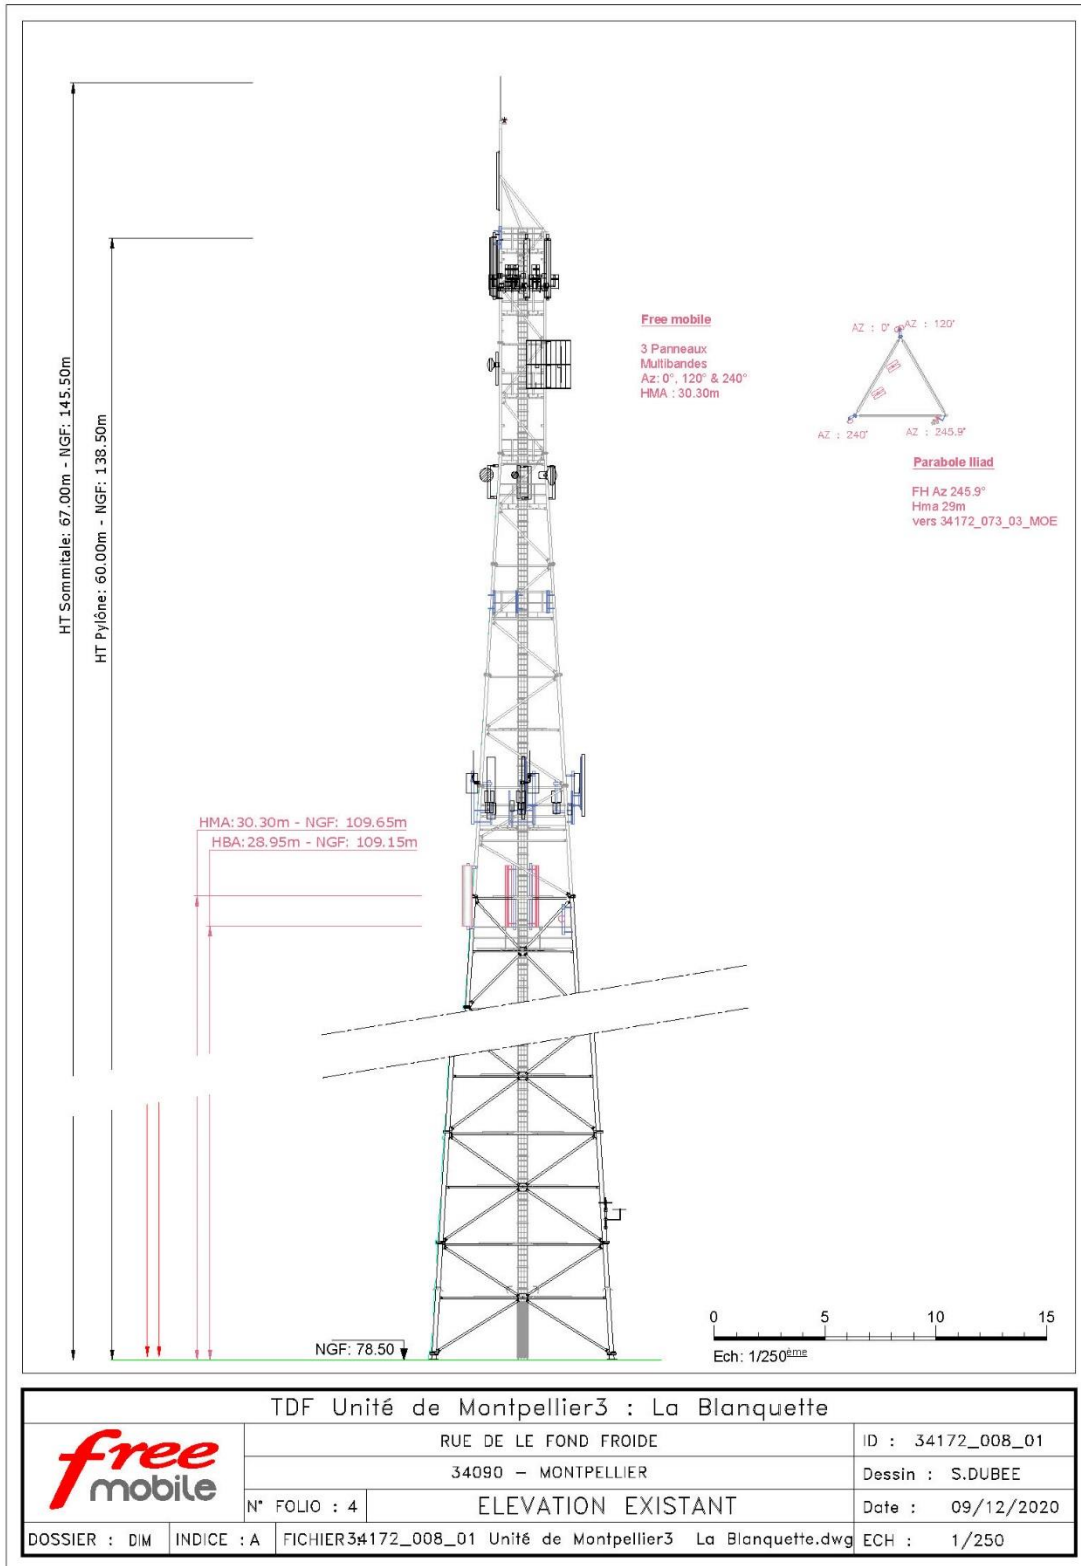 HT Sommitale: 67.00m - NGF: 145.50m
HT Pylône: 60.00m - NGF: 138.50m
Free mobile
3 Panneaux
Multibandes
Az: 0°, 120° & 240°
HMA : 30.30m
AZ : 0°
AZ : 120°
AZ : 240°
AZ : 245.9°
Parabole Iliad
FH Az 245.9°
Hma 29m
vers 34172_073_03_MOE
HMA: 30.30m - NGF: 109.65m
HBA: 28.95m - NGF: 109.15m
NGF: 78.50
0 5 10 15
Ech: 1/250ème
TDF Unité de Montpellier3 : La Blanquette
free mobile
RUE DE LE FOND FROIDE
ID : 34172_008_01
34090 – MONTPELLIER
Dessin : S.DUBEE
N° FOLIO : 4
ELEVATION EXISTANT
Date : 09/12/2020
DOSSIER : DIM
INDICE : A
FICHIER34172_008_01 Unité de Montpellier3 La Blanquette.dwg
ECH : 1/250